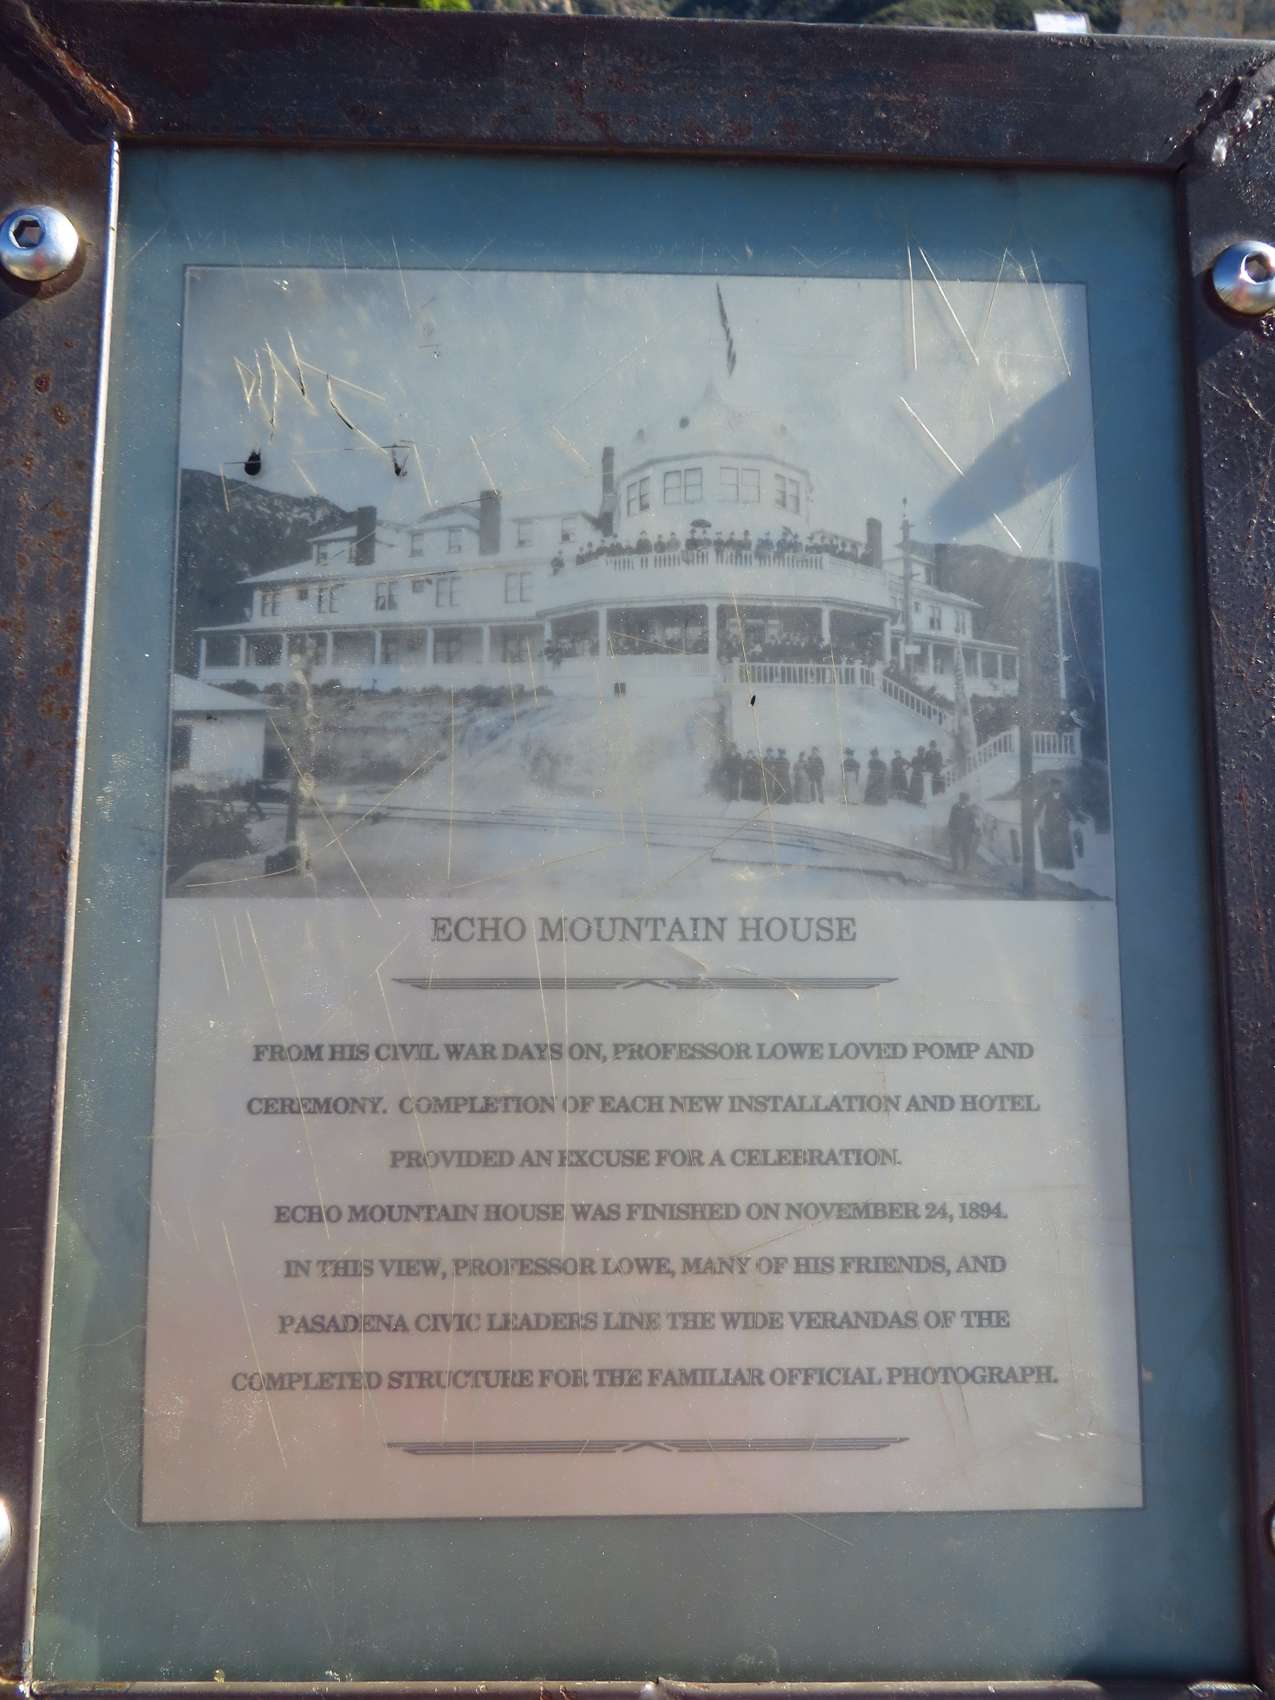 ECHO MOUNTAIN HOUSE
FROM HIS CIVIL WAR DAYS ON, PROFESSOR LOWE LOVED POMP AND
CEREMONY. COMPLETION OF EACH NEW INSTALLATION AND HOTEL
PROVIDED AN EXCUSE FOR A CELEBRATION.
ECHO MOUNTAIN HOUSE WAS FINISHED ON NOVEMBER 24, 1894.
IN THIS VIEW, PROFESSOR LOWE, MANY OF HIS FRIENDS, AND
PASADENA CIVIC LEADERS LINE THE WIDE VERANDAS OF THE
COMPLETED STRUCTURE FOR THE FAMILIAR OFFICIAL PHOTOGRAPH.